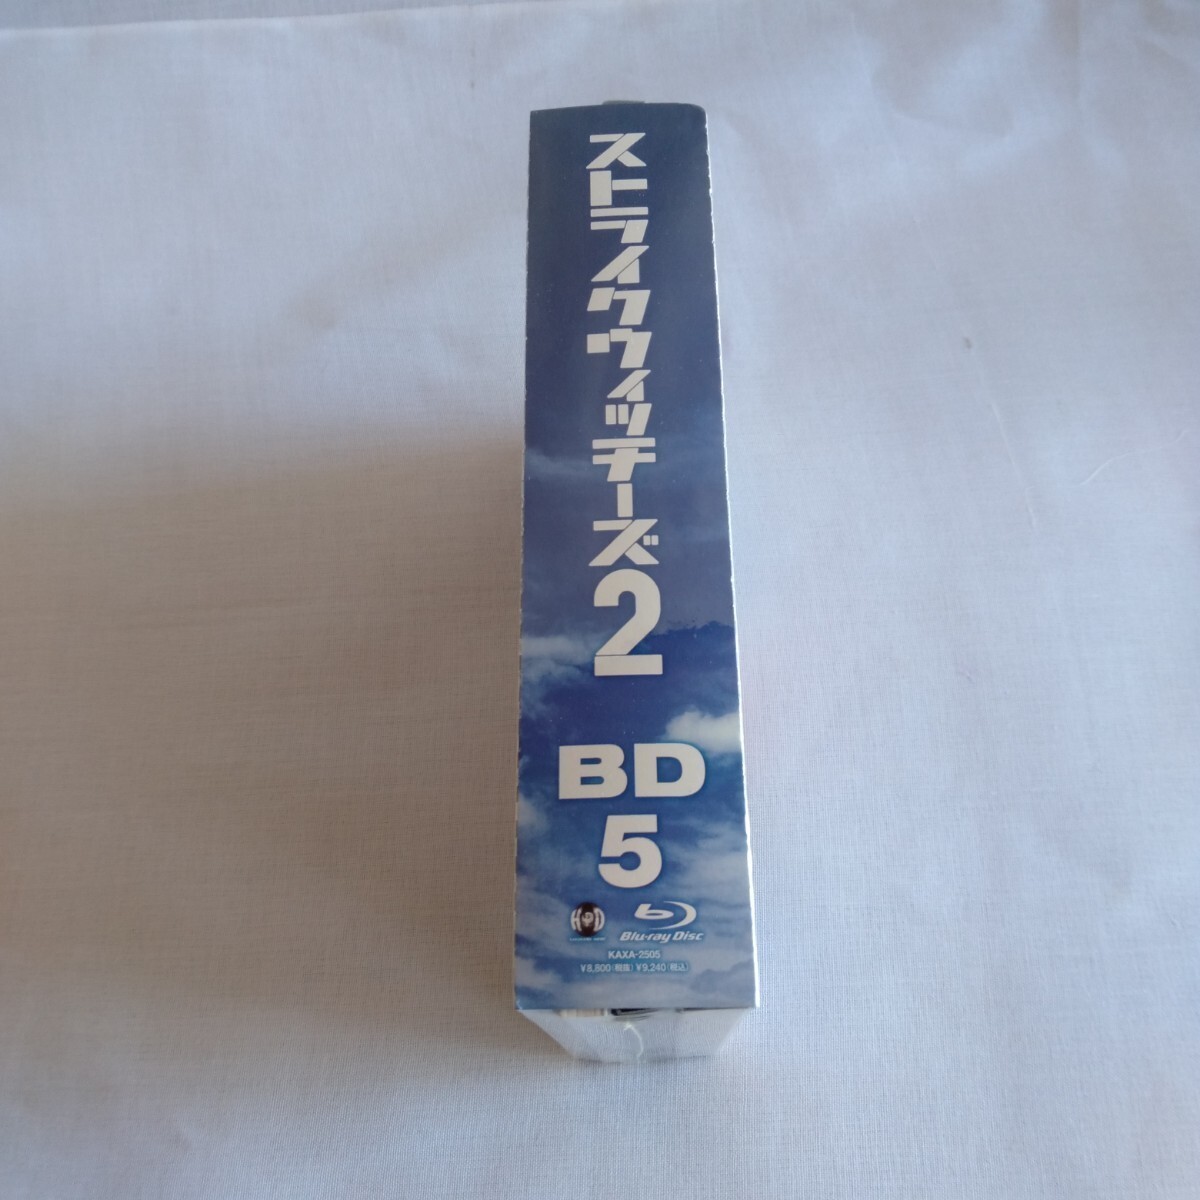 ストライクウィッチーズ2
BD
5
Blu-ray Disc
KAXA-2505
¥8,800(税抜) ¥9,240(税込)